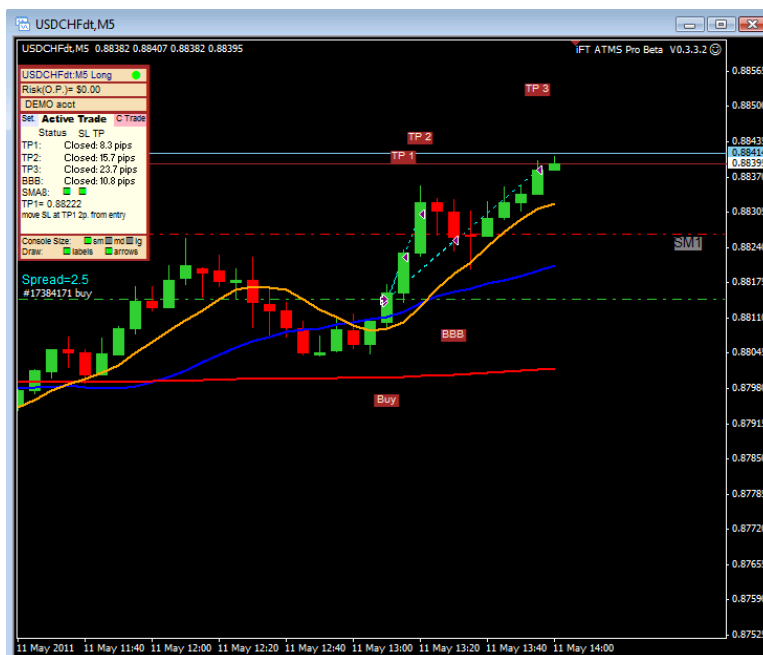 USDCHFdt,M5
USDCHFdt,M5 0.88382 0.88407 0.88382 0.88395
iFT ATMS Pro Beta V0.3.3.2
USDCHFdt:M5 Long
Risk(O.P.)= $0.00
DEMO acct
Set. Active Trade C Trade
Status SL TP
TP1: Closed: 8.3 pips
TP2: Closed: 15.7 pips
TP3: Closed: 23.7 pips
BBB: Closed: 10.8 pips
SMA8:
TP1= 0.88222
move SL at TP1 2p. from entry
Console Size: sm md lg
Draw: labels arrows
Spread=2.5
#17384171 buy
TP 3
TP 2
TP 1
SM1
BBB
Buy
0.88565
0.88500
0.88435
0.88414
0.88395
0.88370
0.88305
0.88240
0.88175
0.88110
0.88045
0.87980
0.87915
0.87850
0.87785
0.87720
0.87655
0.87590
0.87525
11 May 2011 11 May 11:40 11 May 12:00 11 May 12:20 11 May 12:40 11 May 13:00 11 May 13:20 11 May 13:40 11 May 14:00